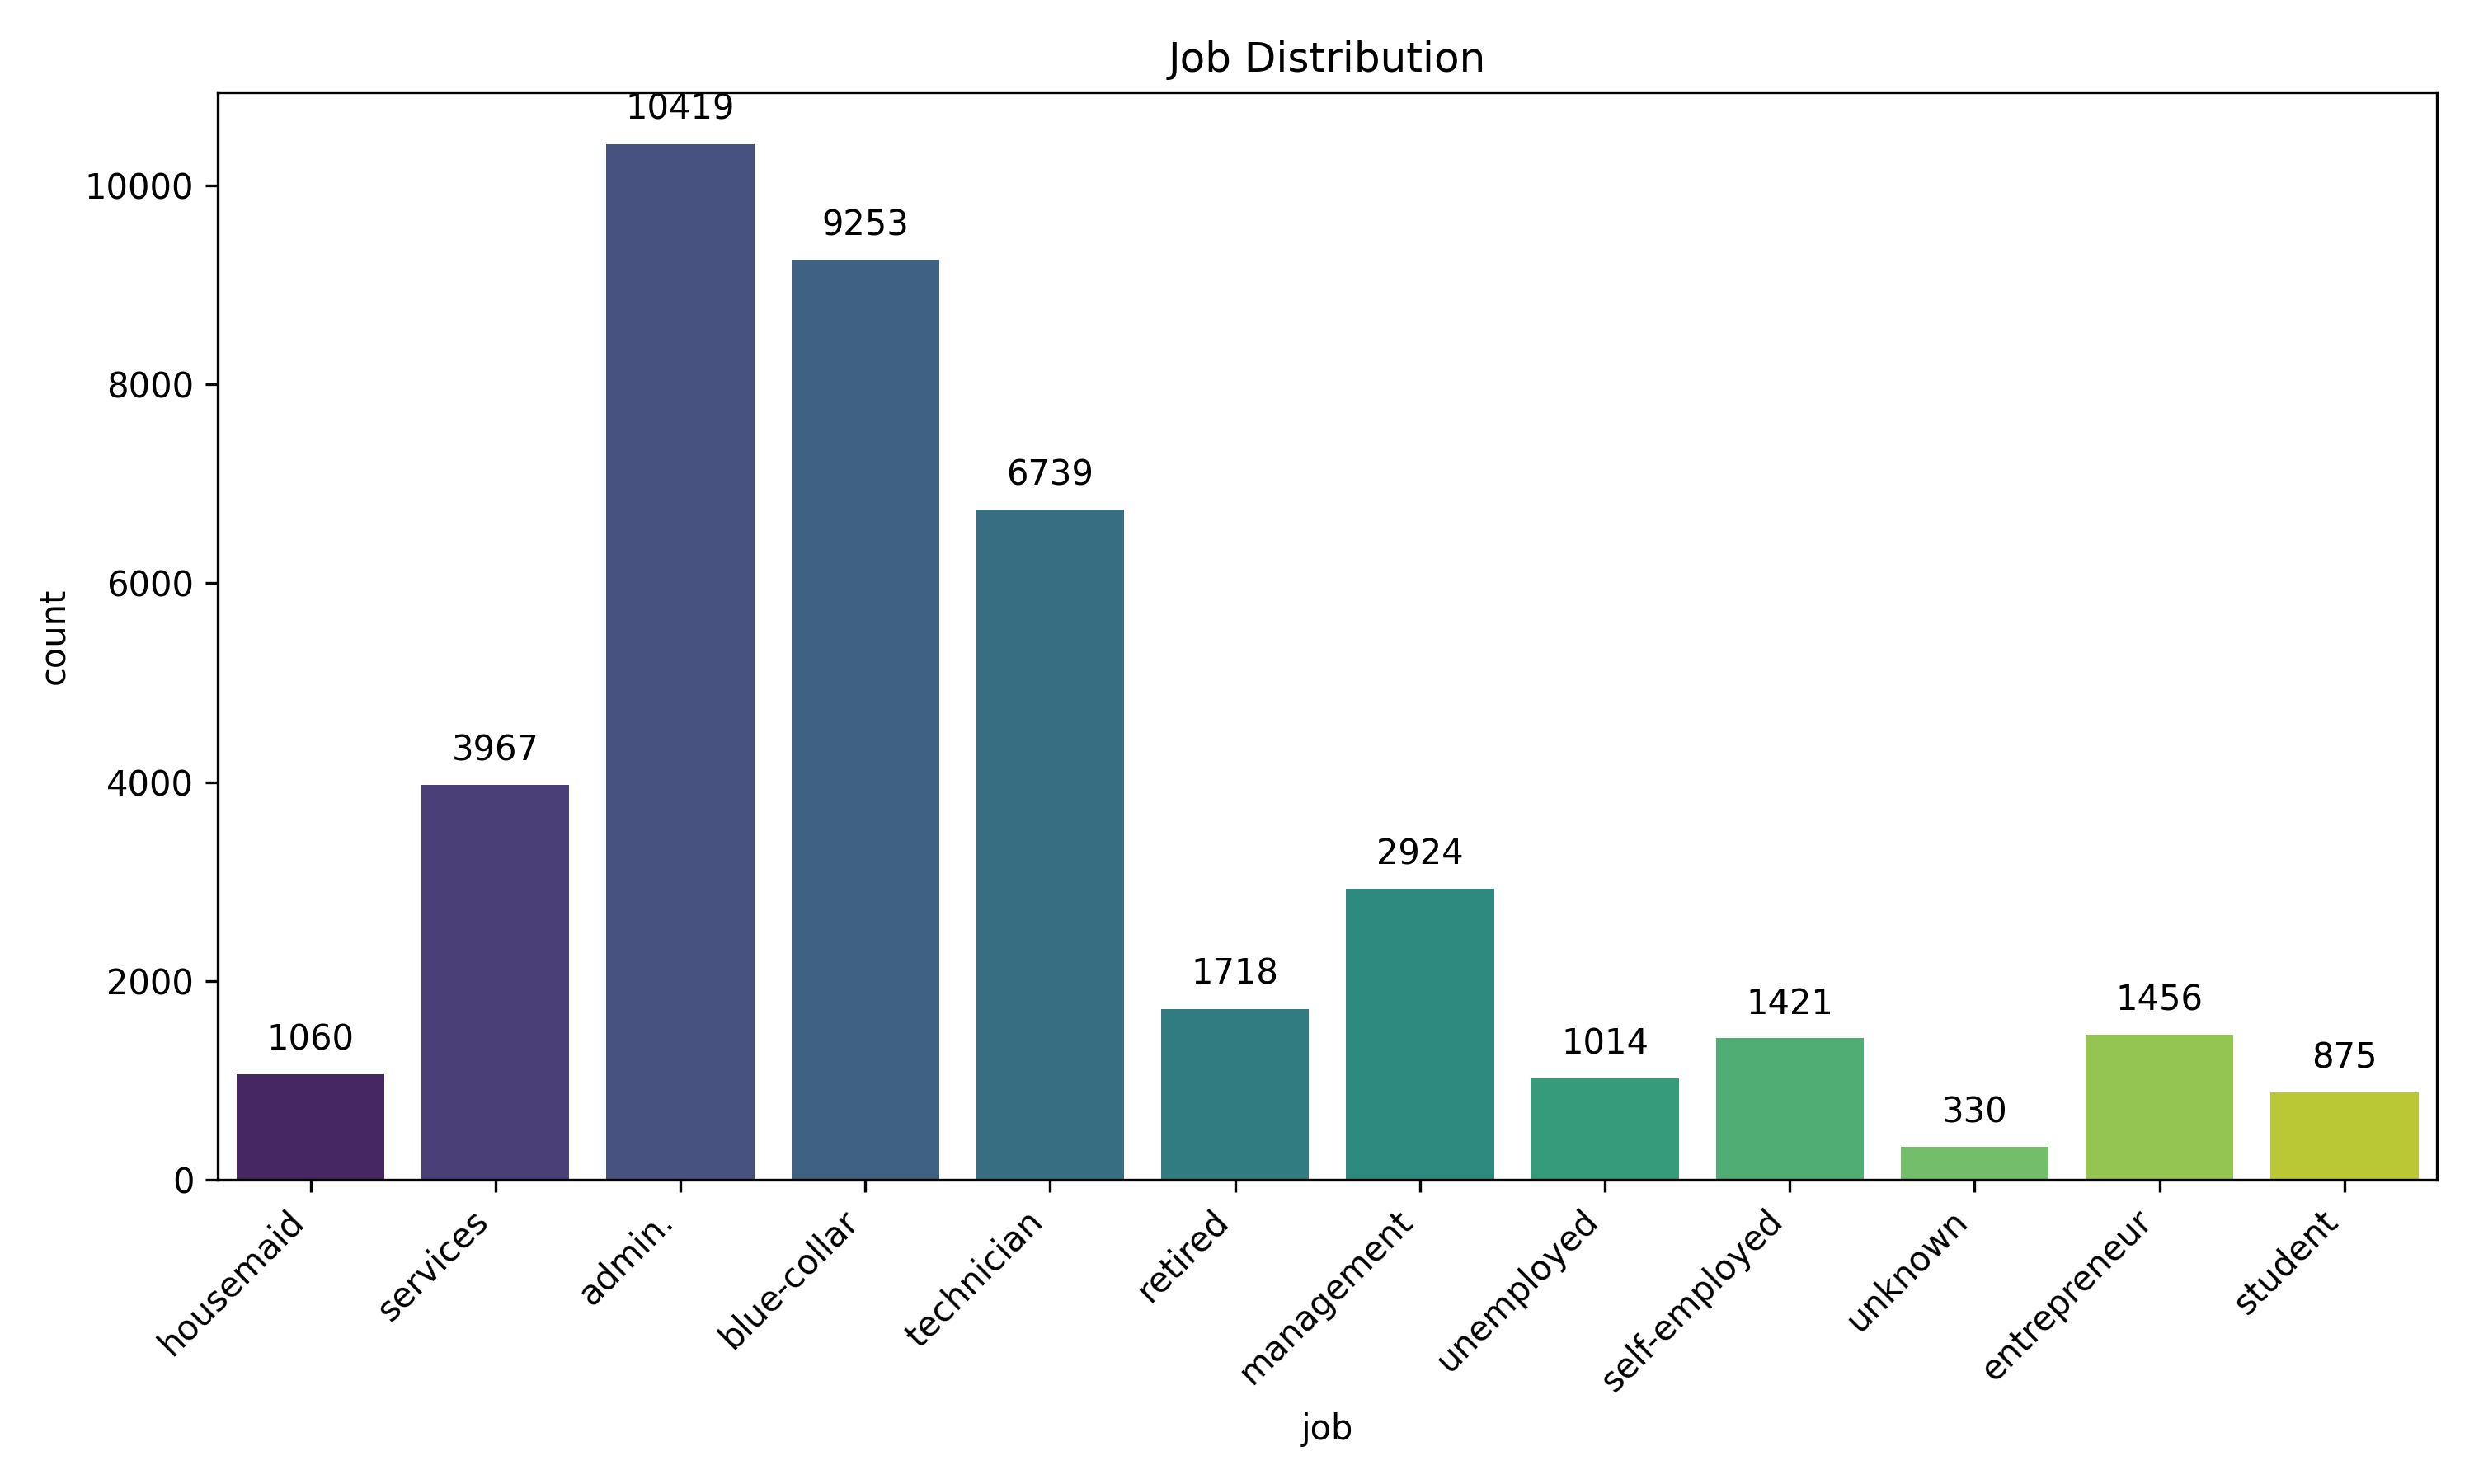 Job Distribution
10419
10000
9253
8000
6739
6000
count
3967
4000
2924
2000
1718
1456
1421
1060
1014
875
330
0
housemaid
services
admin.
blue-collar
technician
retired
management
unemployed
self-employed
unknown
entrepreneur
student
job